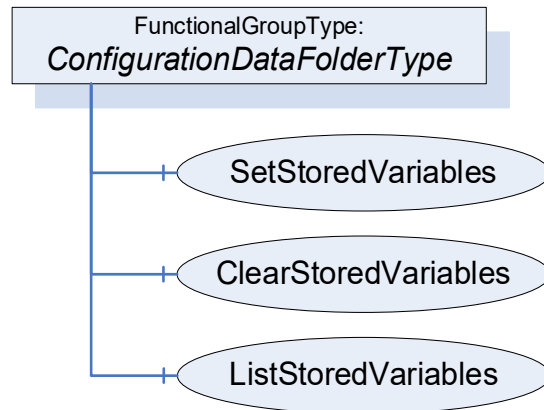 FunctionalGroupType:
ConfigurationDataFolderType
SetStoredVariables
ClearStoredVariables
ListStoredVariables